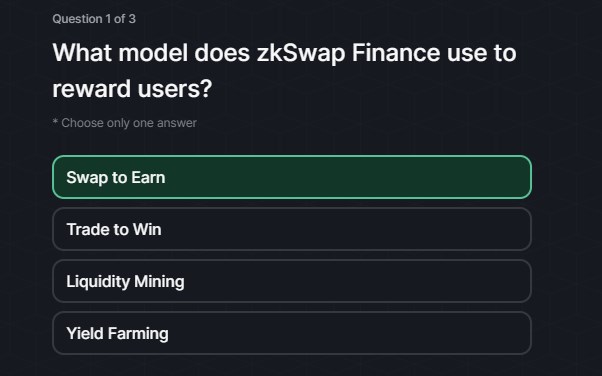 Question 1 of 3
What model does zkSwap Finance use to
reward users?
* Choose only one answer
Swap to Earn
Trade to Win
Liquidity Mining
Yield Farming